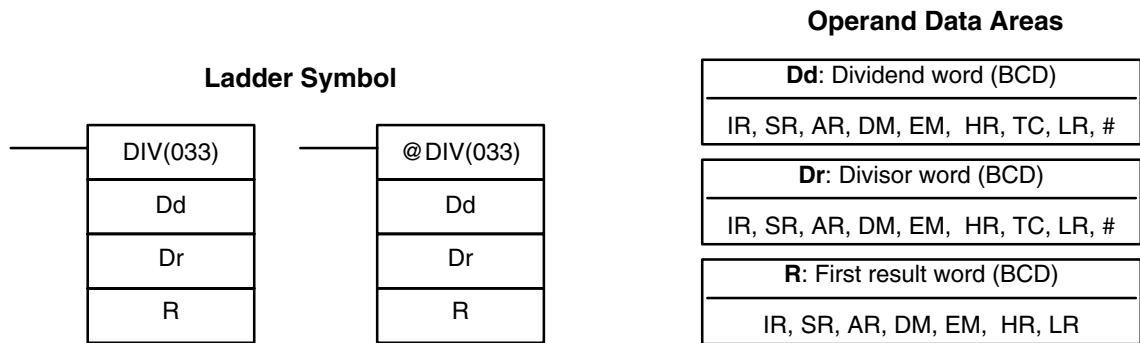 Ladder Symbol
DIV(033)
Dd
Dr
R
@DIV(033)
Dd
Dr
R
Operand Data Areas
Dd: Dividend word (BCD)
IR, SR, AR, DM, EM, HR, TC, LR, #
Dr: Divisor word (BCD)
IR, SR, AR, DM, EM, HR, TC, LR, #
R: First result word (BCD)
IR, SR, AR, DM, EM, HR, LR